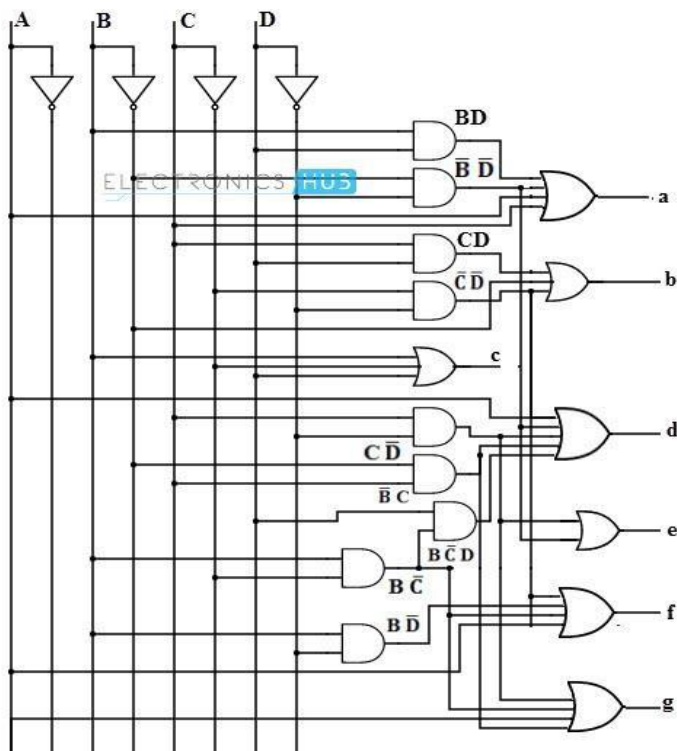 A B C D
BD
B̅ D̅
ELECTRONICS HUB
a
CD
b
C̅ D̅
c
d
C D̅
B̅ C
e
B C̅ D
B C̅
f
B D̅
g